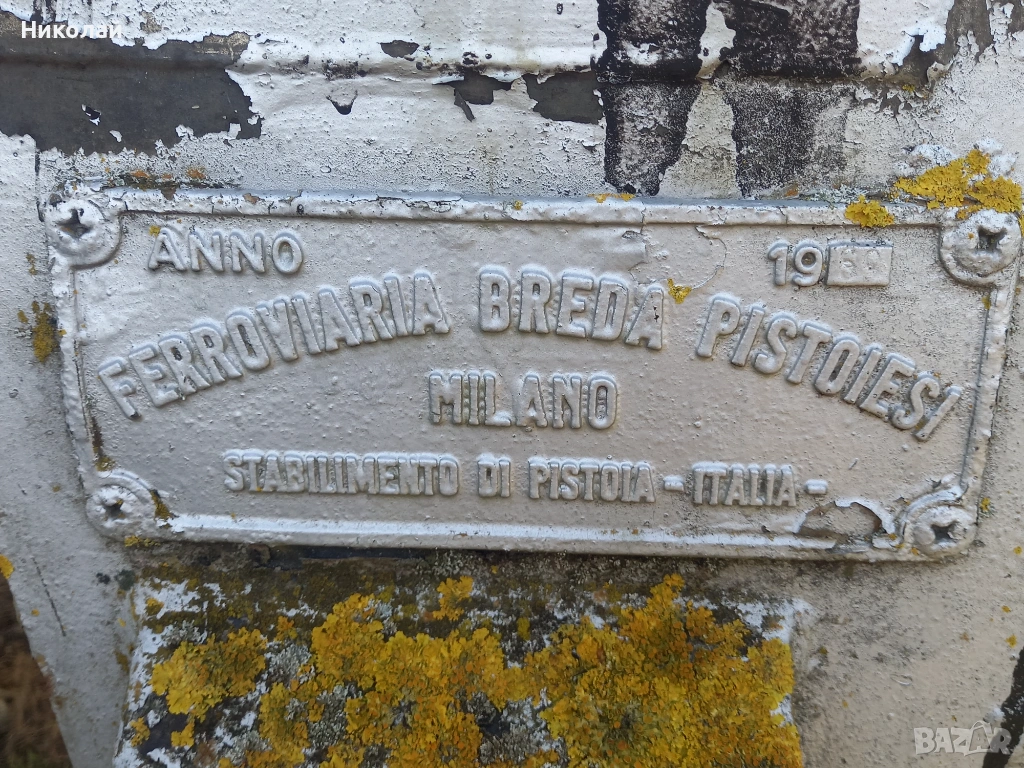 Николай
ANNO 19
FERROVIARIA BREDA PISTOIESI
MILANO
STABILIMENTO DI PISTOIA - ITALIA -
BAZAR